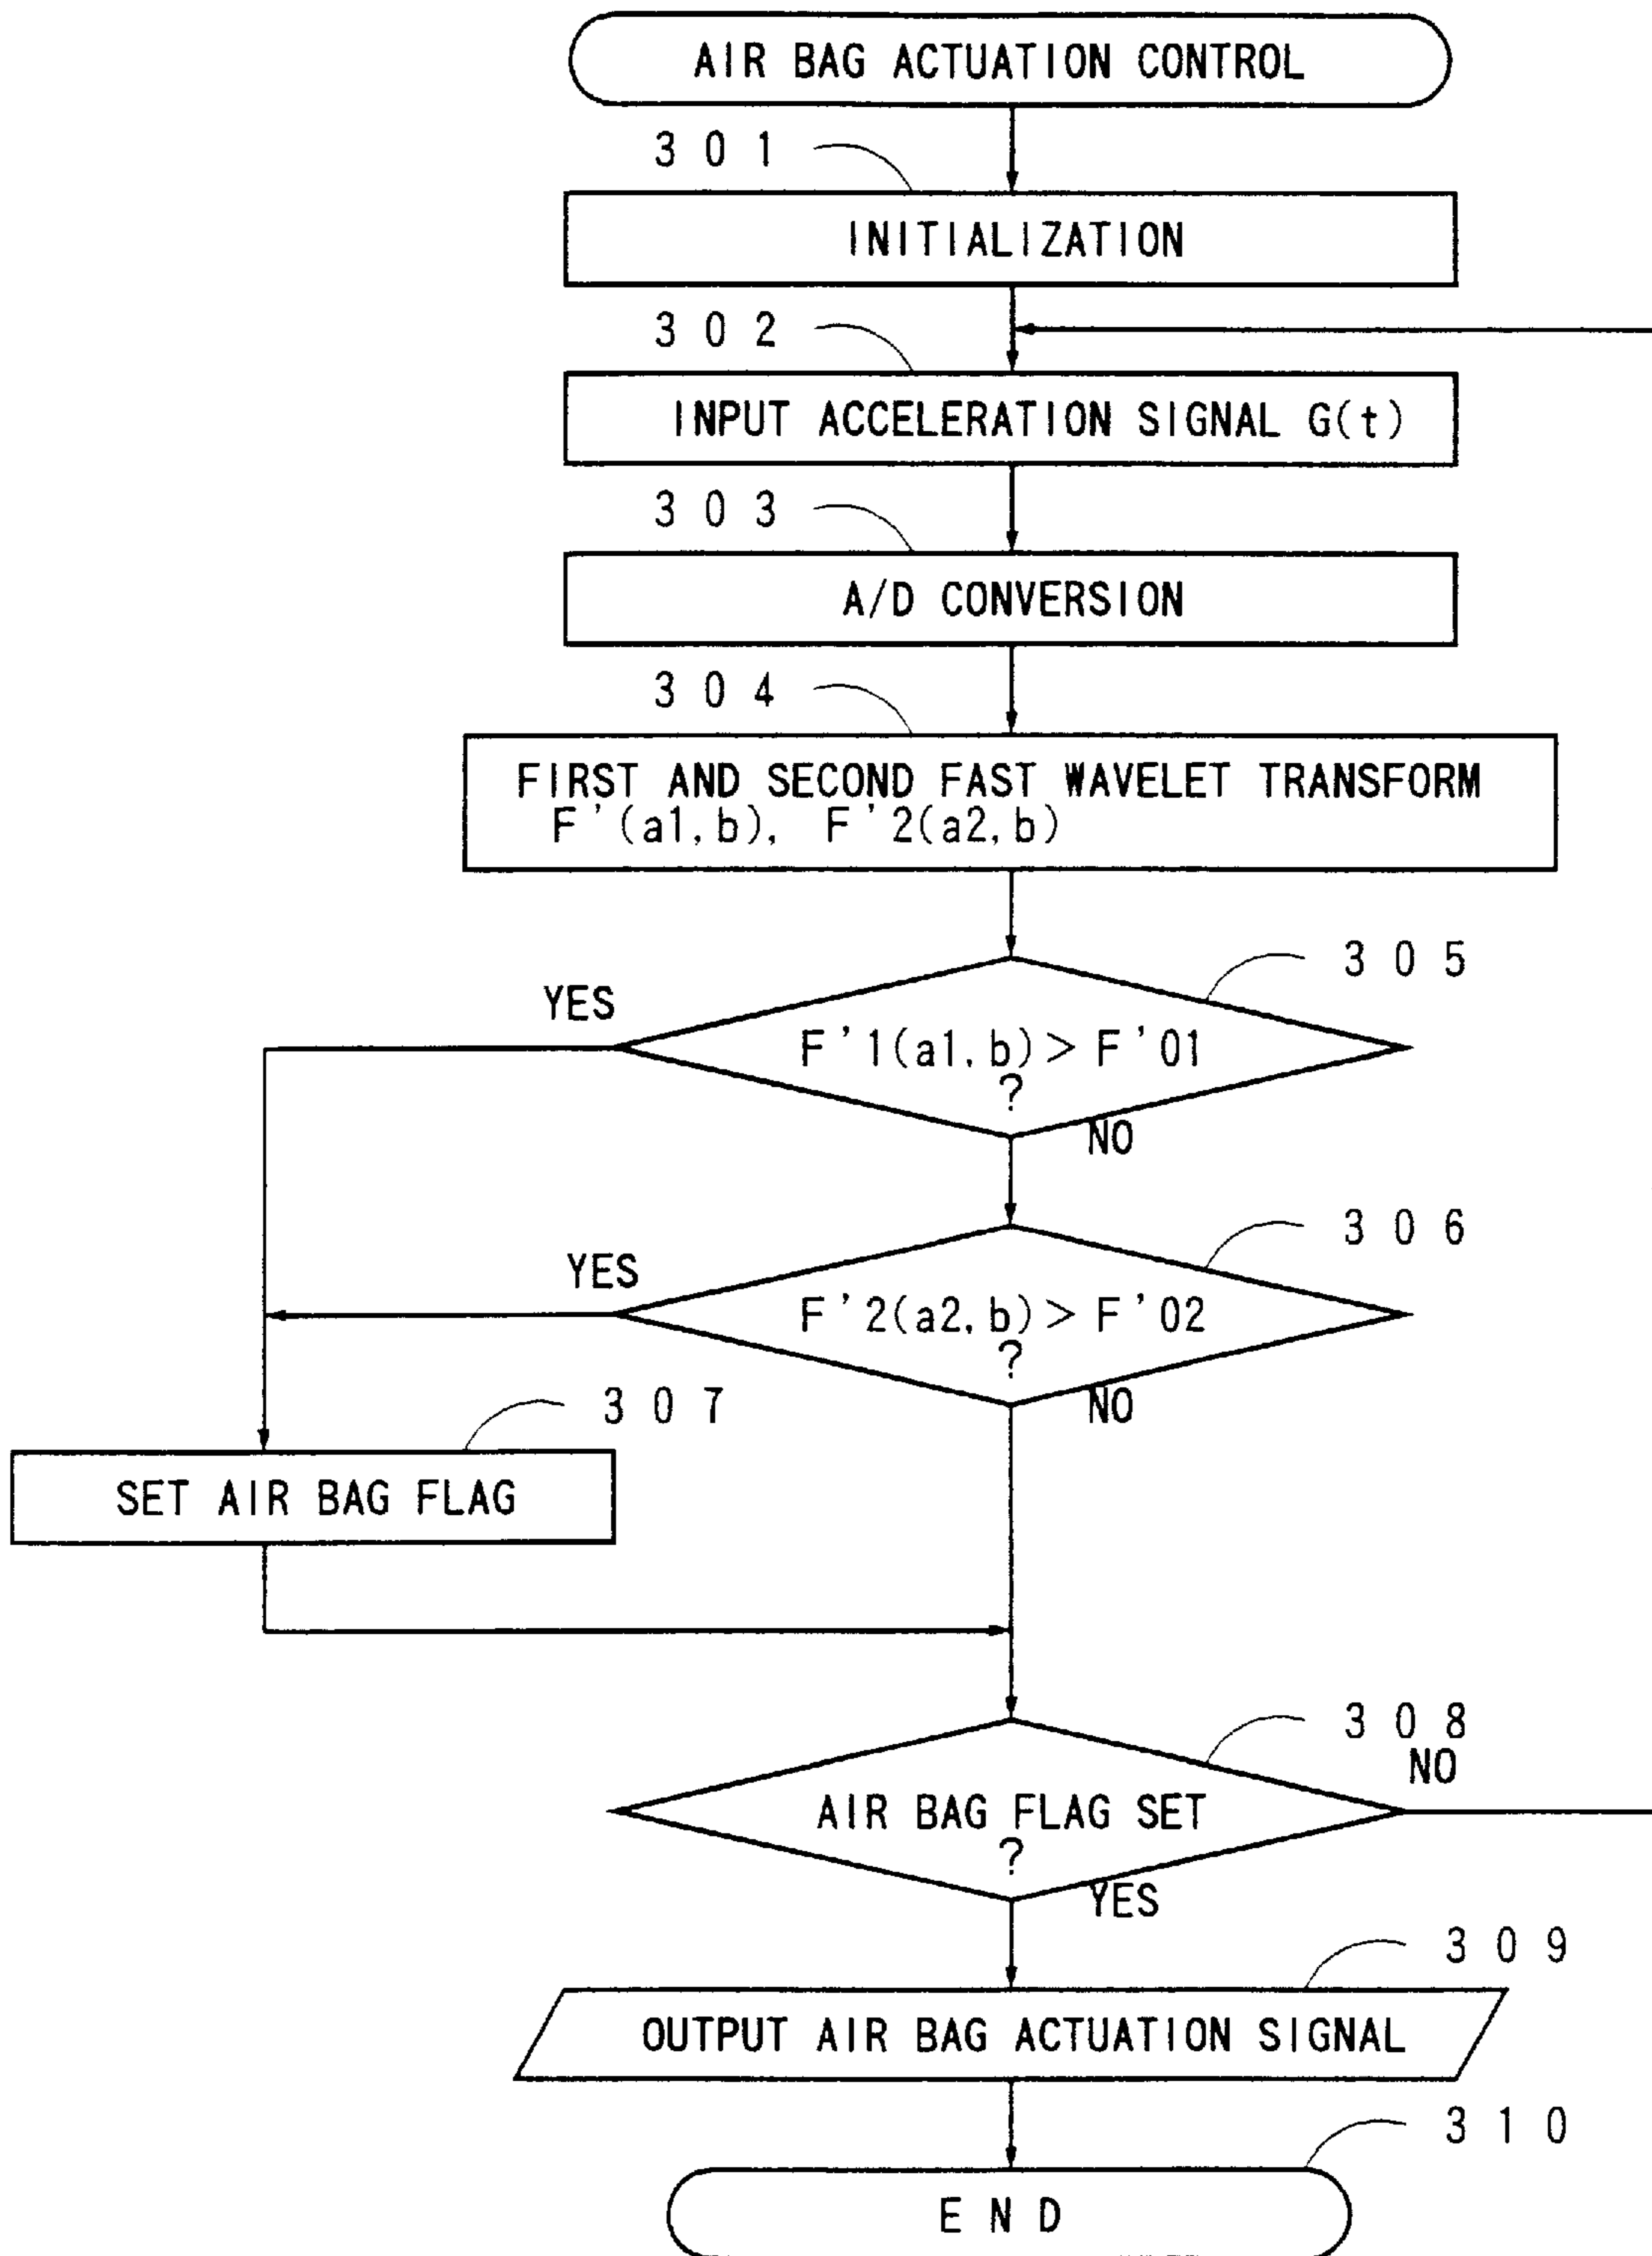 AIR BAG ACTUATION CONTROL
301
INITIALIZATION
302
INPUT ACCELERATION SIGNAL G(t)
303
A/D CONVERSION
304
FIRST AND SECOND FAST WAVELET TRANSFORM
F'(a1,b), F'2(a2,b)
305
YES
F'1(a1,b)> F'01
?
NO
306
YES
F'2(a2,b)> F'02
?
NO
307
SET AIR BAG FLAG
308
NO
AIR BAG FLAG SET
?
YES
309
OUTPUT AIR BAG ACTUATION SIGNAL
310
END